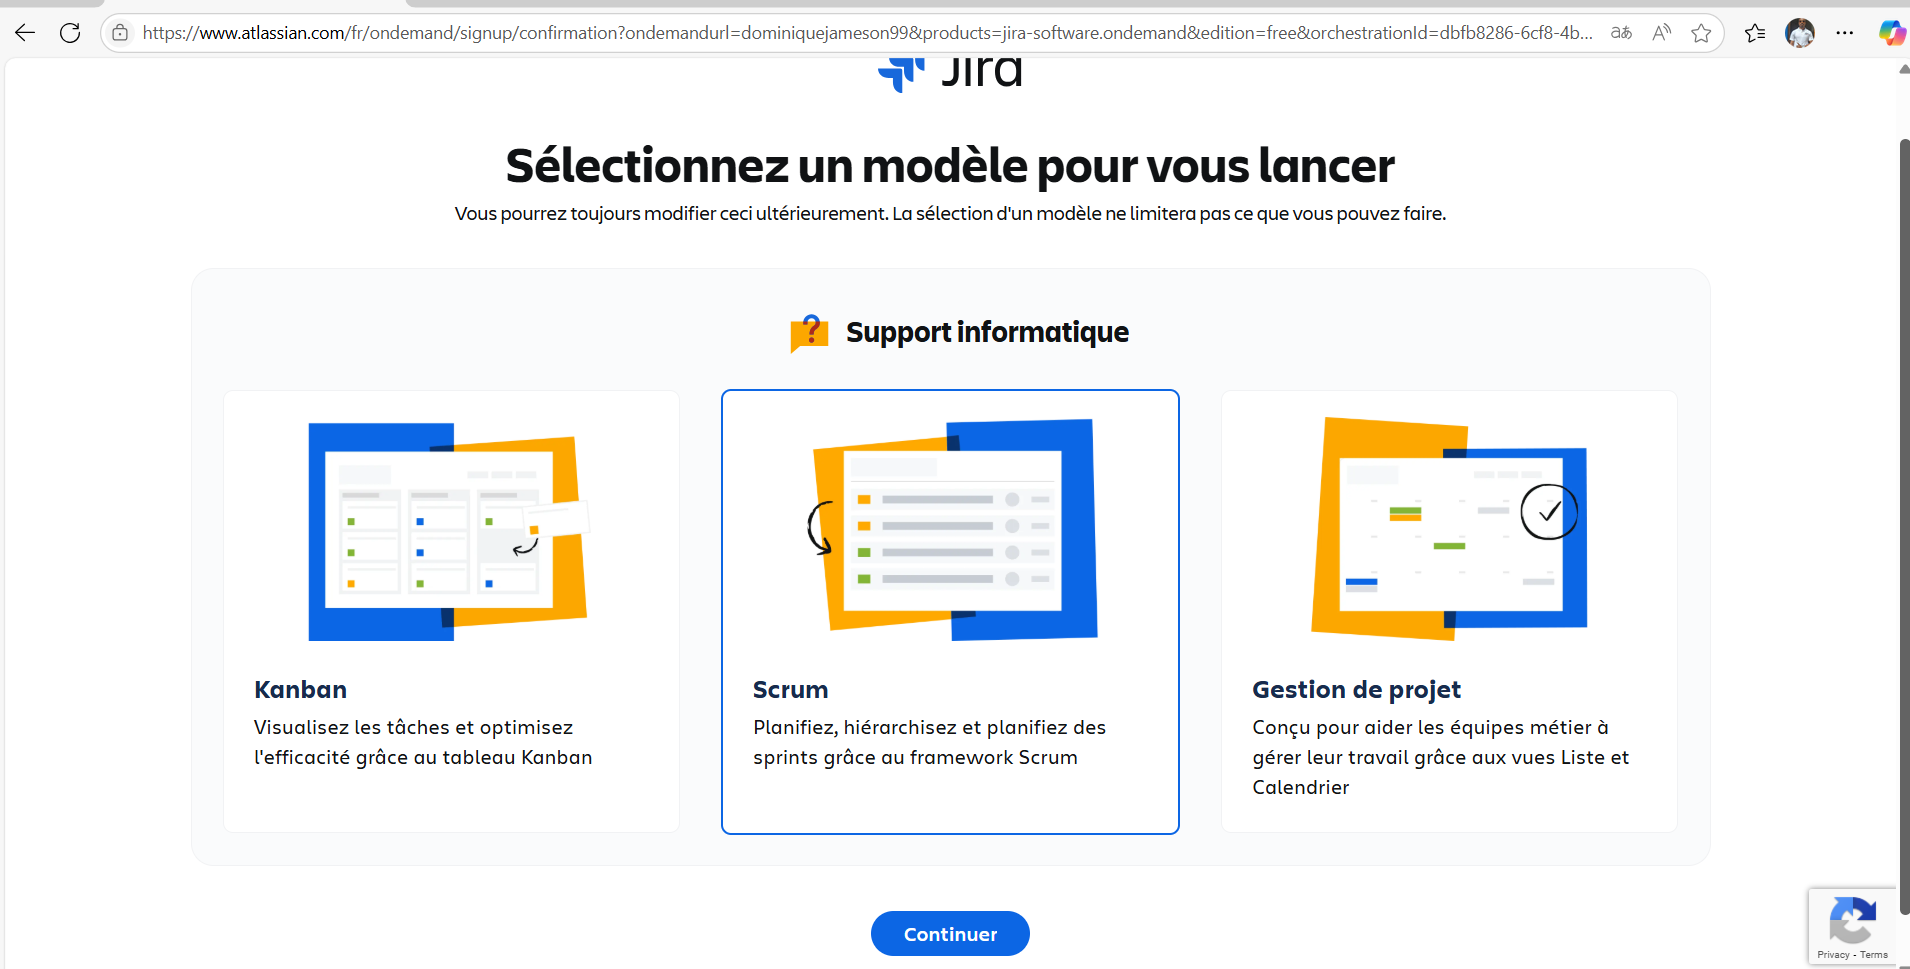 https://www.atlassian.com/fr/ondemand/signup/confirmation?ondemandurl=dominiquejameson99&products=jira-software.ondemand&edition=free&orchestrationId=dbfb8286-6cf8-4b...
Jira
Sélectionnez un modèle pour vous lancer
Vous pourrez toujours modifier ceci ultérieurement. La sélection d'un modèle ne limitera pas ce que vous pouvez faire.
Support informatique
Kanban
Visualisez les tâches et optimisez
l'efficacité grâce au tableau Kanban
Scrum
Planifiez, hiérarchisez et planifiez des
sprints grâce au framework Scrum
Gestion de projet
Conçu pour aider les équipes métier à
gérer leur travail grâce aux vues Liste et
Calendrier
Continuer
Privacy - Terms